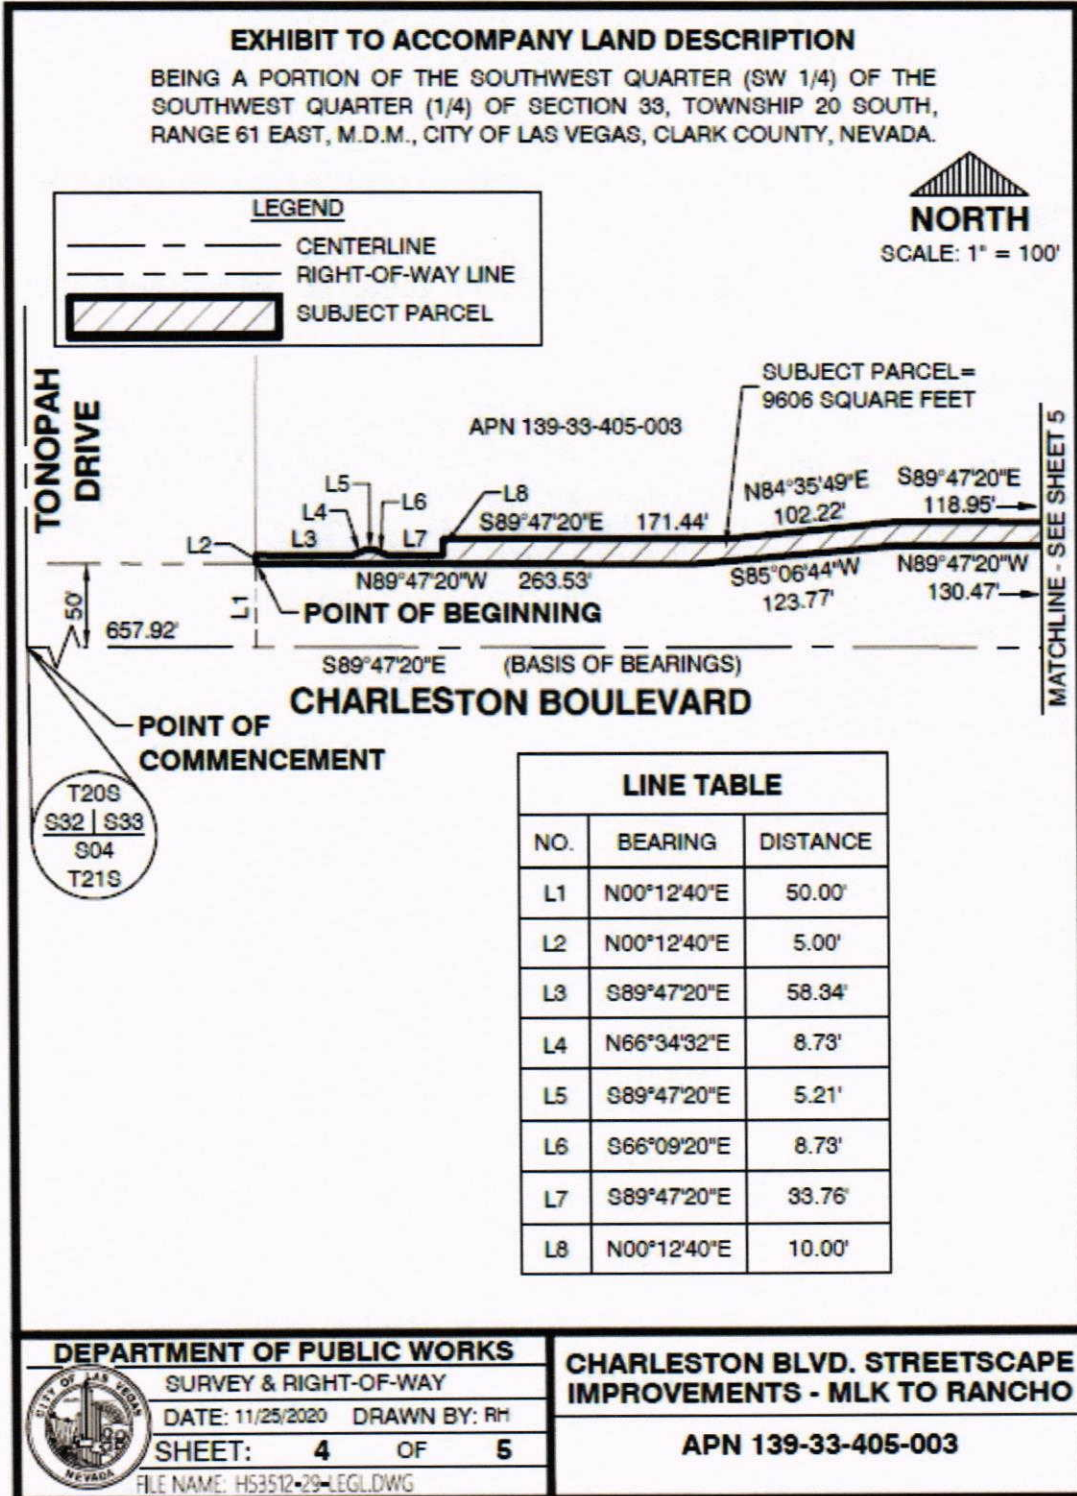 EXHIBIT TO ACCOMPANY LAND DESCRIPTION
BEING A PORTION OF THE SOUTHWEST QUARTER (SW 1/4) OF THE
SOUTHWEST QUARTER (1/4) OF SECTION 33, TOWNSHIP 20 SOUTH,
RANGE 61 EAST, M.D.M., CITY OF LAS VEGAS, CLARK COUNTY, NEVADA.
NORTH
SCALE: 1" = 100'
LEGEND
CENTERLINE
RIGHT-OF-WAY LINE
SUBJECT PARCEL
TONOPAH
DRIVE
SUBJECT PARCEL=
9606 SQUARE FEET
APN 139-33-405-003
MATCHLINE - SEE SHEET 5
L5
L6
L4
L8
L2
L3
L7
S89°47'20"E 171.44'
N84°35'49"E
102.22'
S89°47'20"E
118.95'
N89°47'20"W 263.53'
S85°06'44"W
123.77'
N89°47'20"W
130.47'
50'
L1
POINT OF BEGINNING
657.92'
S89°47'20"E (BASIS OF BEARINGS)
CHARLESTON BOULEVARD
POINT OF
COMMENCEMENT
T20S
S32 | S33
S04
T21S
LINE TABLE
NO. BEARING DISTANCE
L1 N00°12'40"E 50.00'
L2 N00°12'40"E 5.00'
L3 S89°47'20"E 58.34'
L4 N66°34'32"E 8.73'
L5 S89°47'20"E 5.21'
L6 S66°09'20"E 8.73'
L7 S89°47'20"E 33.76'
L8 N00°12'40"E 10.00'
DEPARTMENT OF PUBLIC WORKS
SURVEY & RIGHT-OF-WAY
DATE: 11/25/2020 DRAWN BY: RH
SHEET: 4 OF 5
FILE NAME: HS3512-29-LEGL.DWG
CITY OF LAS VEGAS
NEVADA
CHARLESTON BLVD. STREETSCAPE
IMPROVEMENTS - MLK TO RANCHO
APN 139-33-405-003